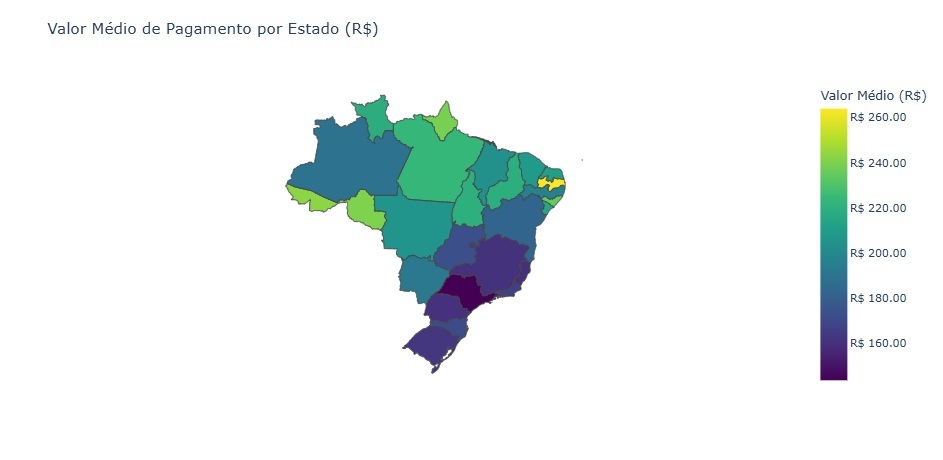 Valor Médio de Pagamento por Estado (R$)
Valor Médio (R$)
R$ 260.00
R$ 240.00
R$ 220.00
R$ 200.00
R$ 180.00
R$ 160.00